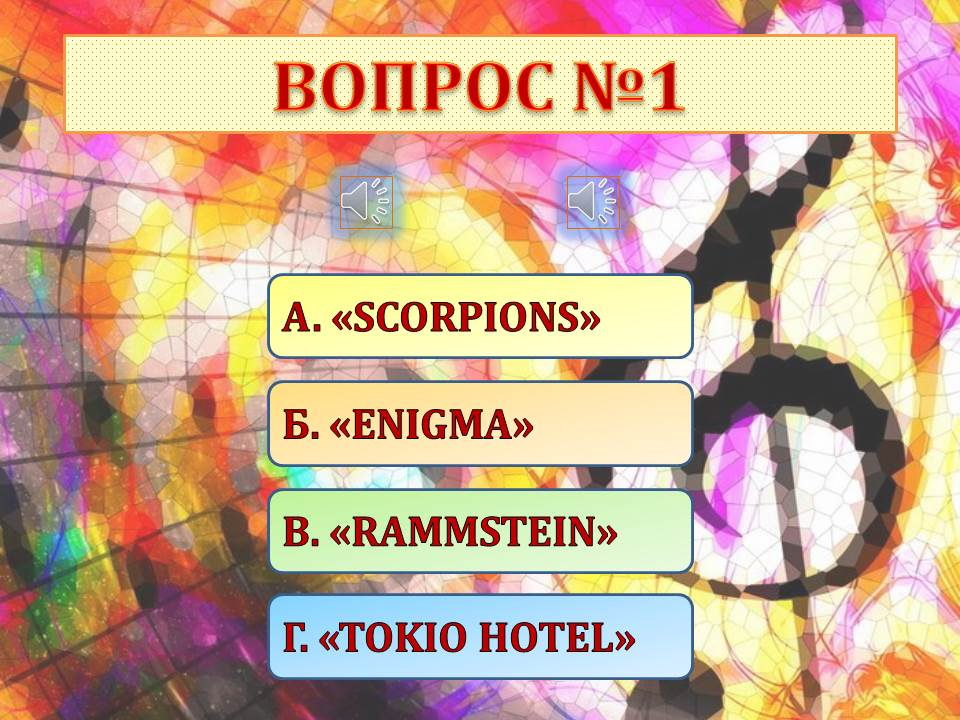 ВОПРОС №1
А. «SCORPIONS»
Б. «ENIGMA»
В. «RAMMSTEIN»
Г. «TOKIO HOTEL»